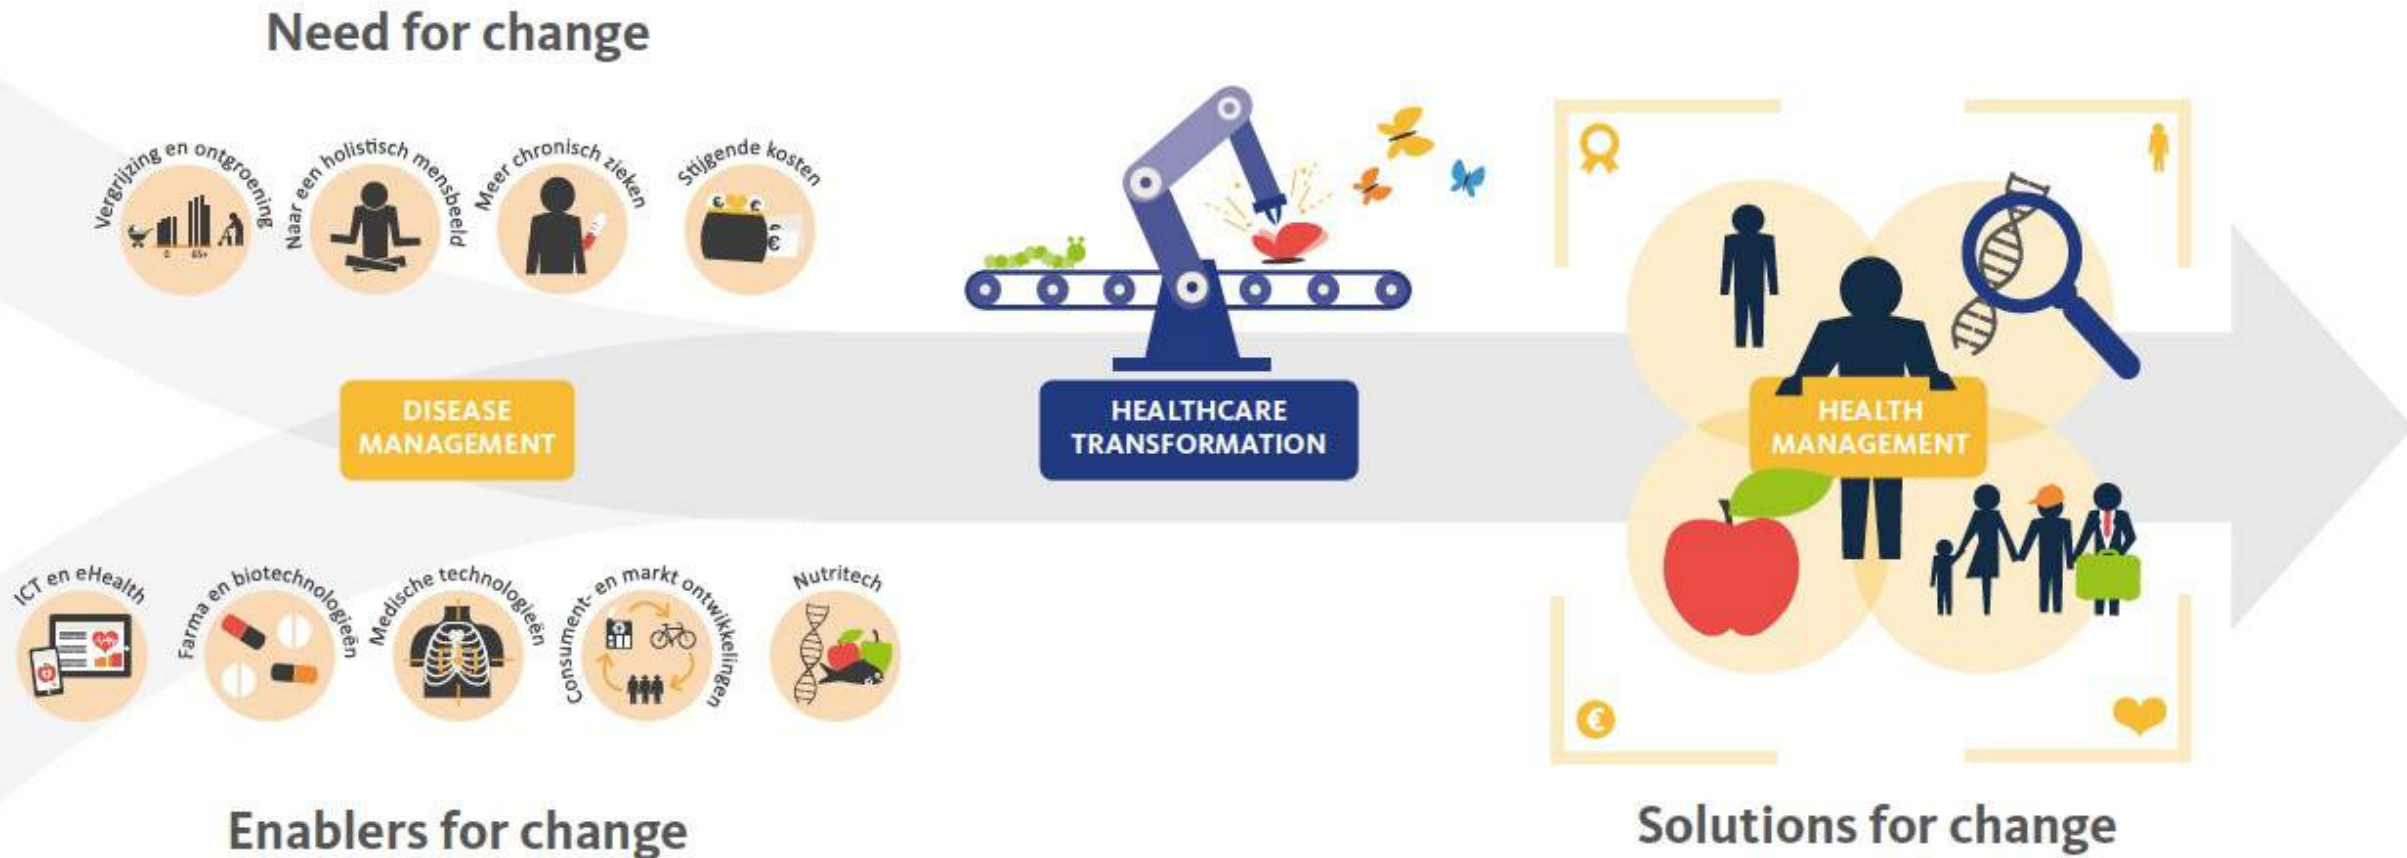 Need for change
Vergrijzing en ontgroening
Naar een holistisch mensbeeld
Meer chronisch zieken
Stijgende kosten
0 65+
€ €
€
DISEASE
MANAGEMENT
HEALTHCARE
TRANSFORMATION
HEALTH
MANAGEMENT
ICT en eHealth
Farma en biotechnologieën
Medische technologieën
Consument- en markt ontwikkelingen
Nutritech
€
Enablers for change
Solutions for change